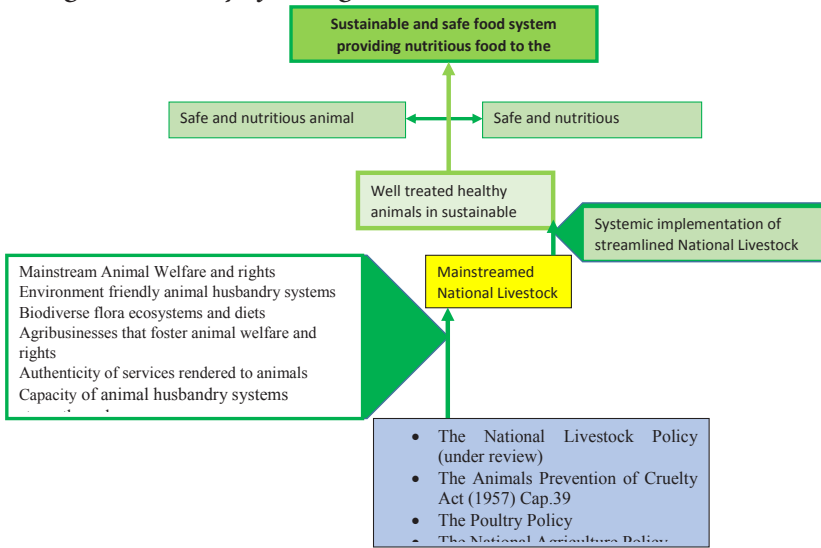 Sustainable and safe food system
providing nutritious food to the
Safe and nutritious animal
Safe and nutritious
Well treated healthy
animals in sustainable
Systemic implementation of
streamlined National Livestock
Mainstream Animal Welfare and rights
Environment friendly animal husbandry systems
Biodiverse flora ecosystems and diets
Agribusinesses that foster animal welfare and
rights
Authenticity of services rendered to animals
Capacity of animal husbandry systems
Mainstreamed
National Livestock
• The National Livestock Policy
(under review)
• The Animals Prevention of Cruelty
Act (1957) Cap.39
• The Poultry Policy
• The National Agriculture Policy